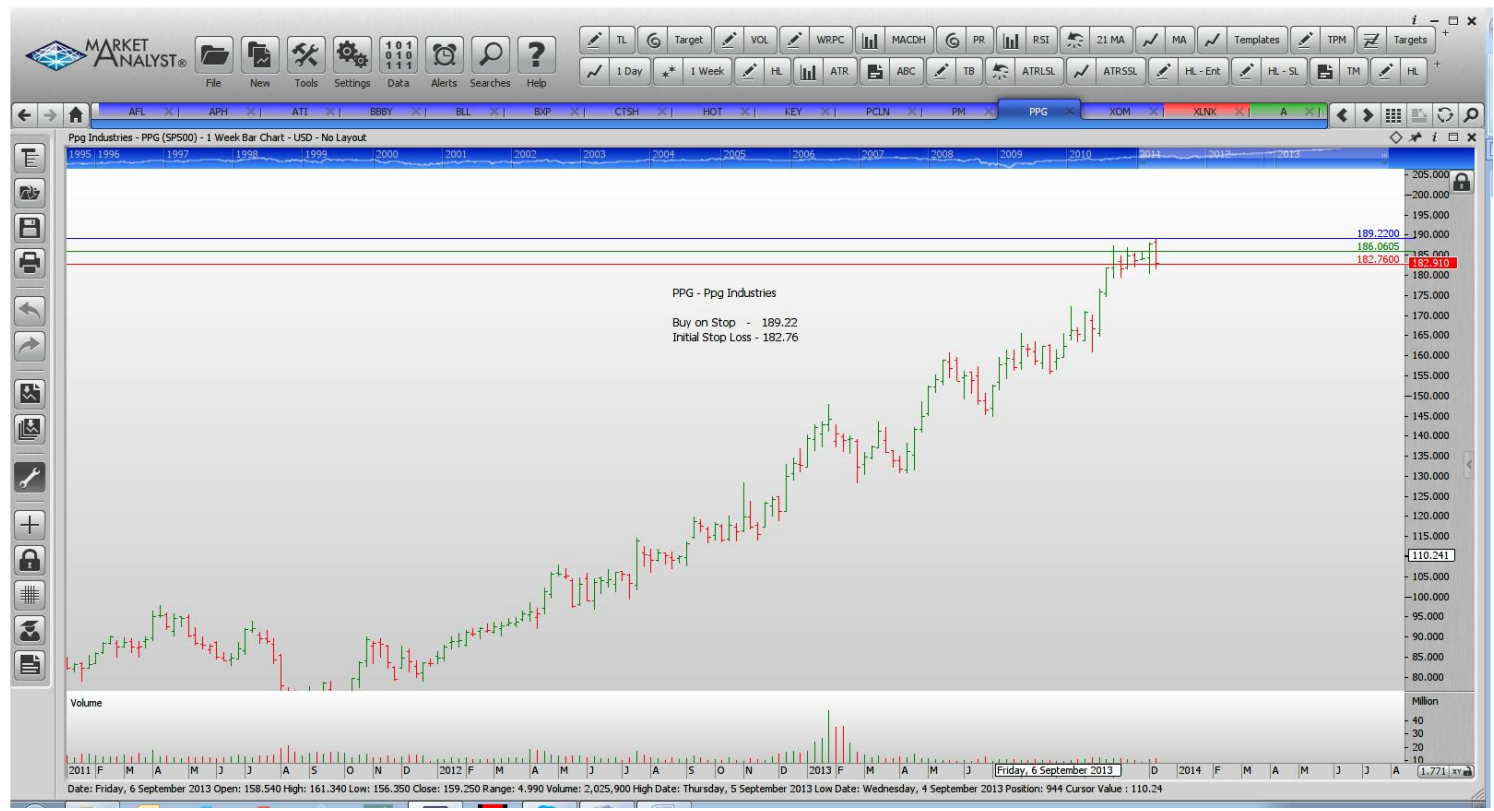 i
MARKET
ANALYST®
File New Tools Settings Data Alerts Searches Help
TL Target VOL WRPC MACDH PR RSI 21 MA MA Templates TPM Targets
1 Day 1 Week HL ATR ABC TB ATRLSL ATRSSL HL - Ent HL - SL TM HL
AFL APH ATI BBBY BLL BXP CTSH HOT KEY PCLN PM PPG XOM XLNX A
Ppg Industries - PPG (SP500) - 1 Week Bar Chart - USD - No Layout
1995 1996 1997 1998 1999 2000 2001 2002 2003 2004 2005 2006 2007 2008 2009 2010 2011 2012 2013
205.000
200.000
195.000
189.2200 190.000
186.0605 185.000
182.7600 182.910
180.000
PPG - Ppg Industries
175.000
170.000
Buy on Stop - 189.22
165.000
Initial Stop Loss - 182.76
160.000
155.000
150.000
145.000
140.000
135.000
130.000
125.000
120.000
115.000
110.241
105.000
100.000
95.000
90.000
85.000
80.000
Volume
Million
40
30
20
10
2011 F M A M J J A S O N D 2012 F M A M J J A S O N D 2013 F M A M J Friday, 6 September 2013 D 2014 F M A M J J A 1.771 XY
Date: Friday, 6 September 2013 Open: 158.540 High: 161.340 Low: 156.350 Close: 159.250 Range: 4.990 Volume: 2,025,900 High Date: Thursday, 5 September 2013 Low Date: Wednesday, 4 September 2013 Position: 944 Cursor Value : 110.24